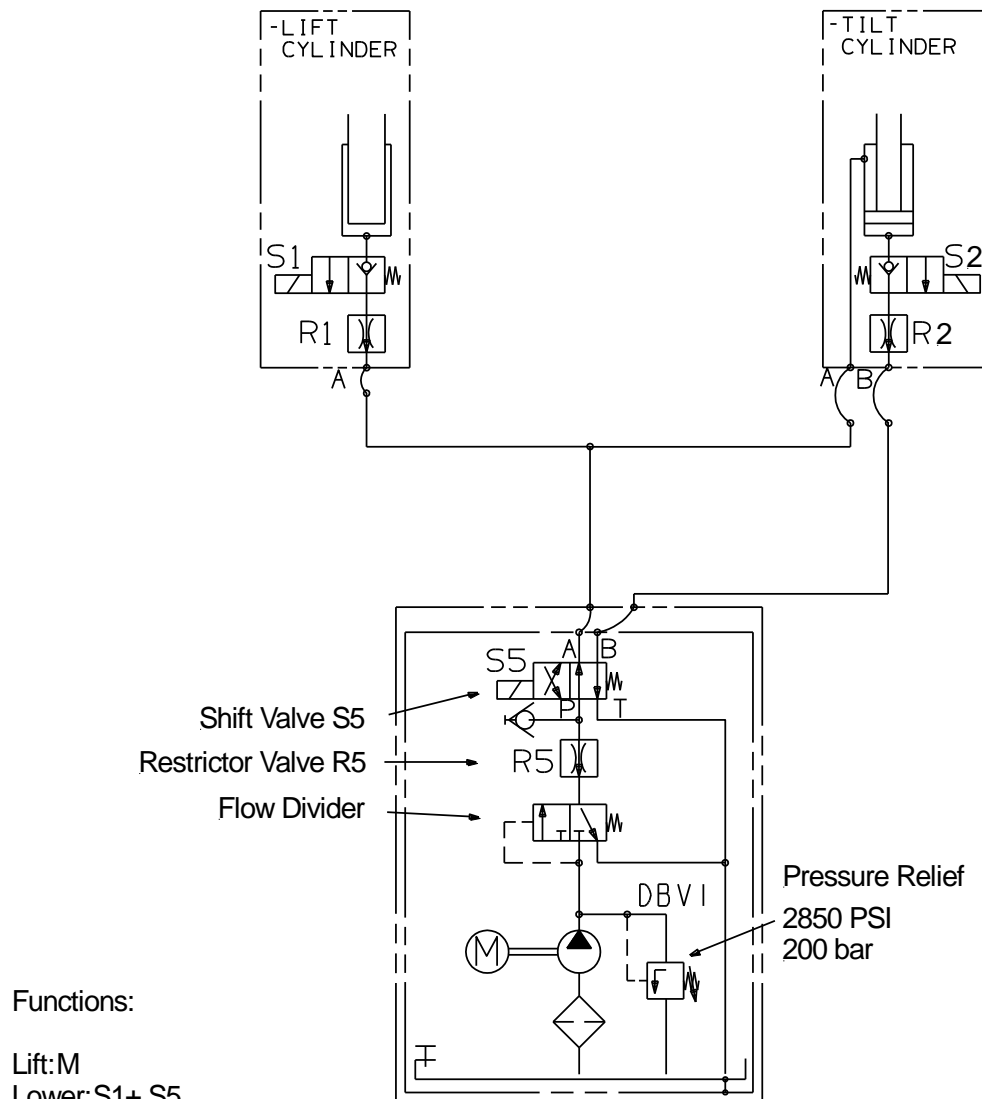 -LIFT
CYLINDER
-TILT
CYLINDER
S1
S2
R1
R2
A
A B
A B
S5
P T
Shift Valve S5
Restrictor Valve R5
R5
Flow Divider
DBV1
Pressure Relief
2850 PSI
200 bar
M
Functions:
Lift:M
Lower:S1+ S5